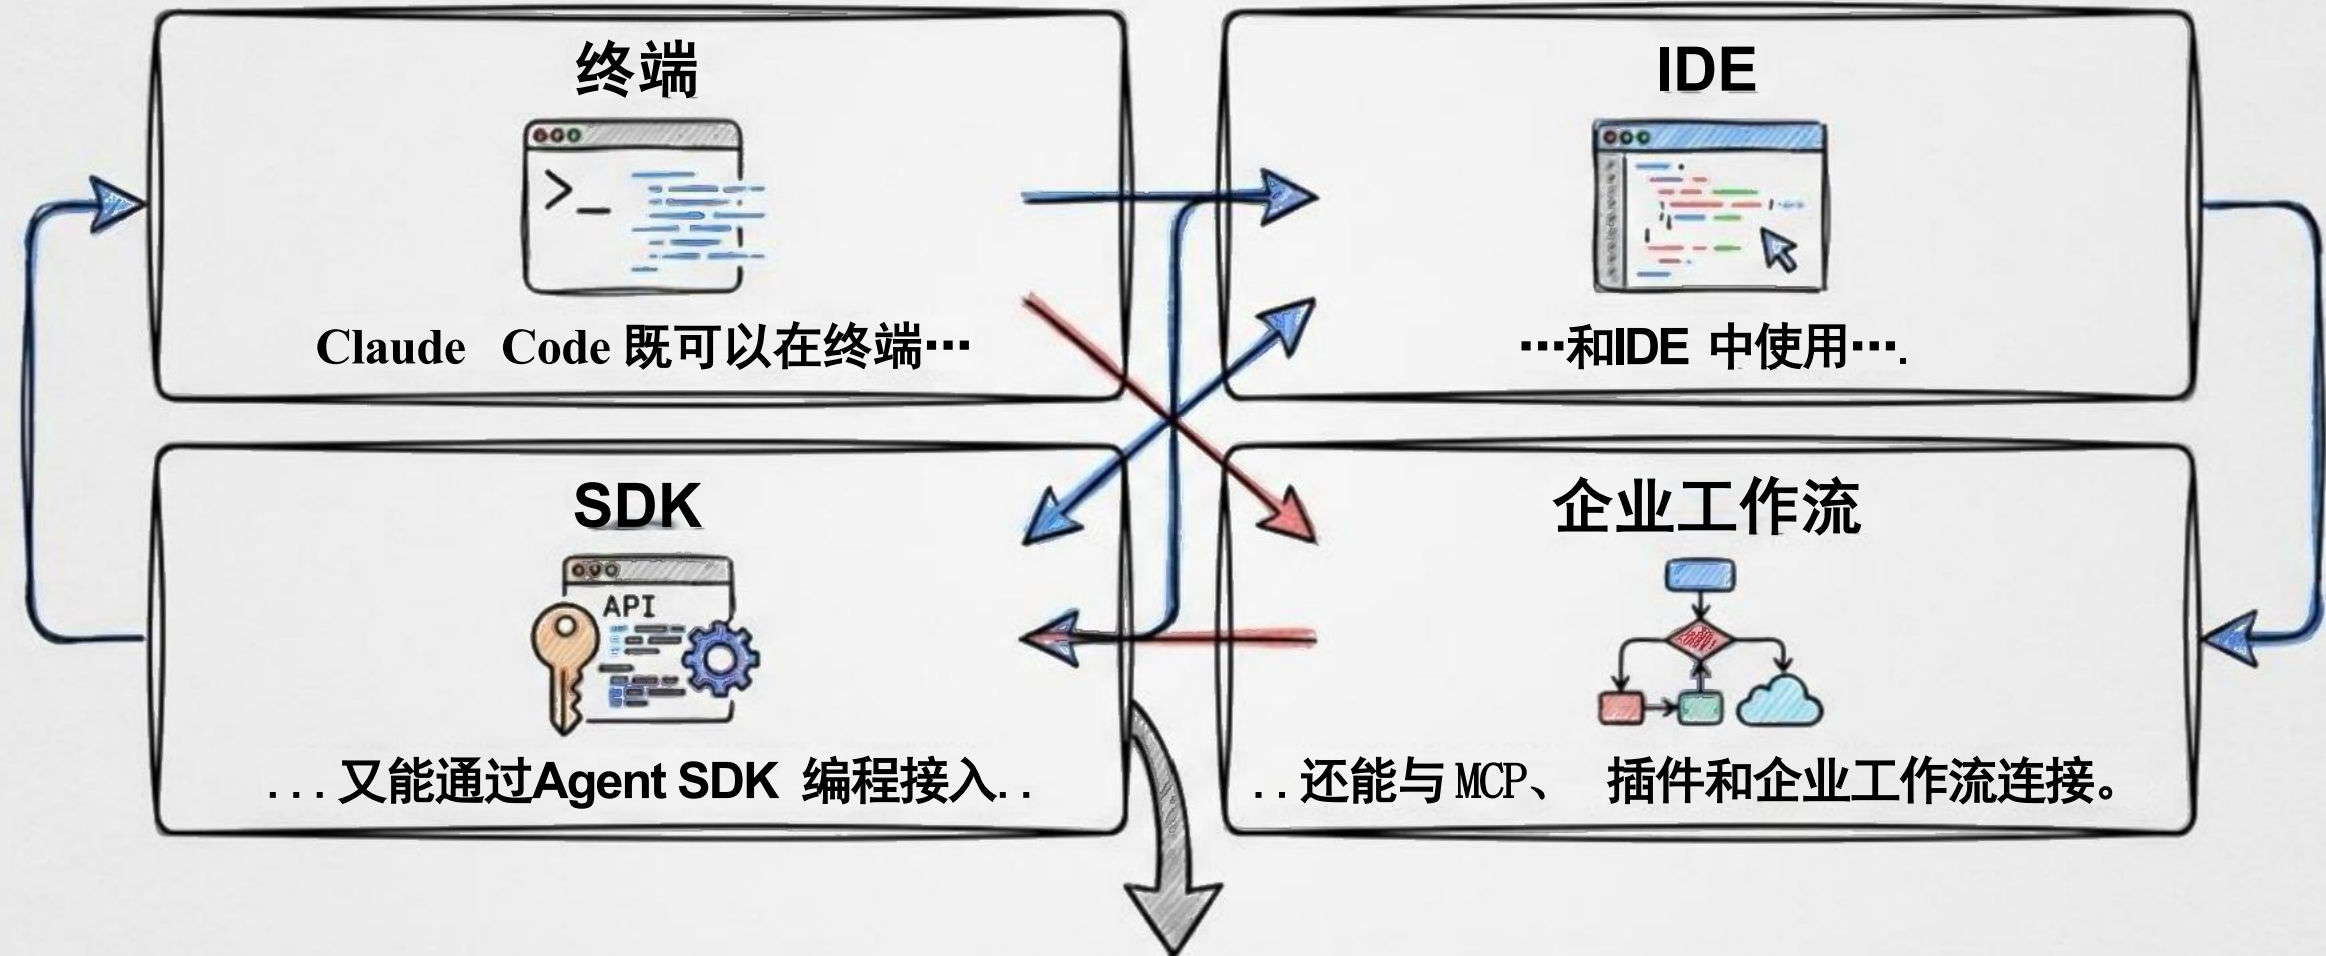 终端
>_
Claude Code 既可以在终端…
IDE
…和IDE 中使用….
SDK
API
...又能通过Agent SDK 编程接入..
企业工作流
..还能与 MCP、 插件和企业工作流连接。